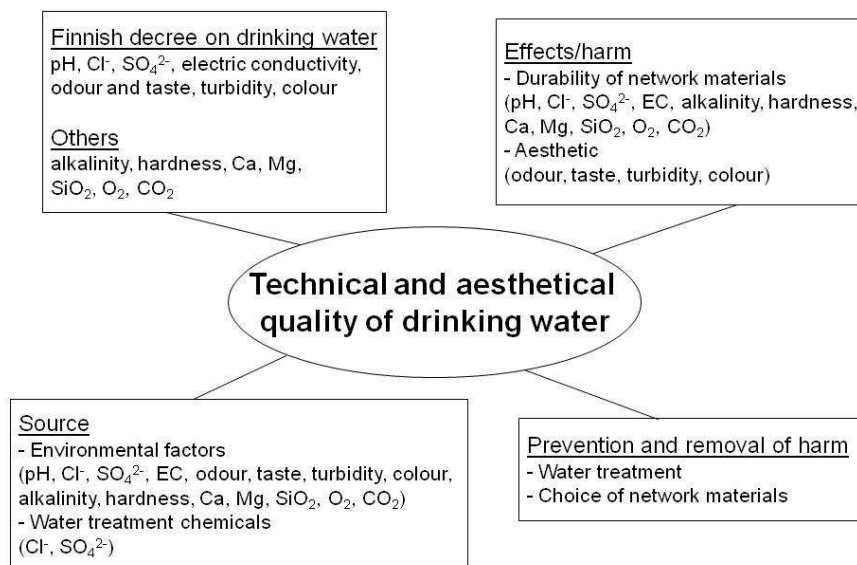 Finnish decree on drinking water
pH, Cl⁻, SO₄²⁻, electric conductivity,
odour and taste, turbidity, colour
Others
alkalinity, hardness, Ca, Mg,
SiO₂, O₂, CO₂
Effects/harm
- Durability of network materials
(pH, Cl⁻, SO₄²⁻, EC, alkalinity, hardness,
Ca, Mg, SiO₂, O₂, CO₂)
- Aesthetic
(odour, taste, turbidity, colour)
Technical and aesthetical
quality of drinking water
Source
- Environmental factors
(pH, Cl⁻, SO₄²⁻, EC, odour, taste, turbidity, colour,
alkalinity, hardness, Ca, Mg, SiO₂, O₂, CO₂)
- Water treatment chemicals
(Cl⁻, SO₄²⁻)
Prevention and removal of harm
- Water treatment
- Choice of network materials